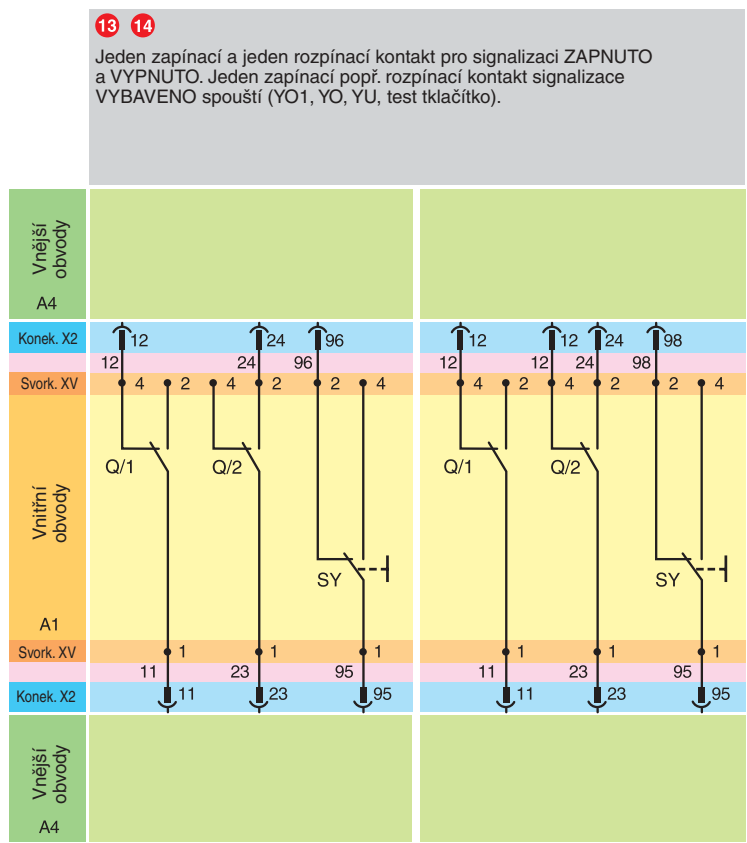 13 14
Jeden zapínací a jeden rozpínací kontakt pro signalizaci ZAPNUTO
a VYPNUTO. Jeden zapínací popř. rozpínací kontakt signalizace
VYBAVENO spouští (YO1, YO, YU, test tklačítko).
Vnější
obvody
A4
Konek. X2 12 24 96 12 12 24 98
12 24 96 12 12 24 98
Svork. XV 4 2 4 2 2 4 4 2 4 2 2 4
Q/1 Q/2 Q/1 Q/2
Vnitřní
obvody
SY SY
A1
Svork. XV 1 1 1 1 1 1
11 23 95 11 23 95
Konek. X2 11 23 95 11 23 95
Vnější
obvody
A4